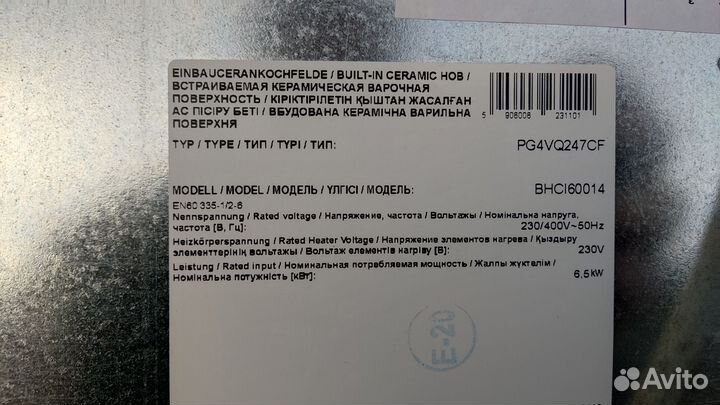 EINBAUCERANKOCHFELDE / BUILT-IN CERAMIC HOB /
ВСТРАИВАЕМАЯ КЕРАМИЧЕСКАЯ ВАРОЧНАЯ
ПОВЕРХНОСТЬ / КІРІКТІРІЛЕТІН ҚЫШТАН ЖАСАЛҒАН
АС ПІСІРУ БЕТІ / ВБУДОВАНА КЕРАМІЧНА ВАРИЛЬНА
ПОВЕРХНЯ
5 906006 231101
TYP / TYPE / ТИП / ТҮРІ / ТИП: PG4VQ247CF
MODELL / MODEL / МОДЕЛЬ / ҮЛГІСІ / МОДЕЛЬ: BHCI60014
EN60 335-1/2-6
Nennspannung / Rated voltage / Напряжение, частота / Вольтажы / Номінальна напруга,
частота [В, Гц]: 230/400V~50Hz
Heizkörperspannung / Rated Heater Voltage / Напряжение элементов нагрева / Қыздыру
элементтерінің вольтажы / Вольтаж елементів нагріву [В]: 230V
Leistung / Rated input / Номинальная потребляемая мощность / Жалпы жүктелім /
Номінальна потужність [кВт]: 6,5kW
E-20
Avito